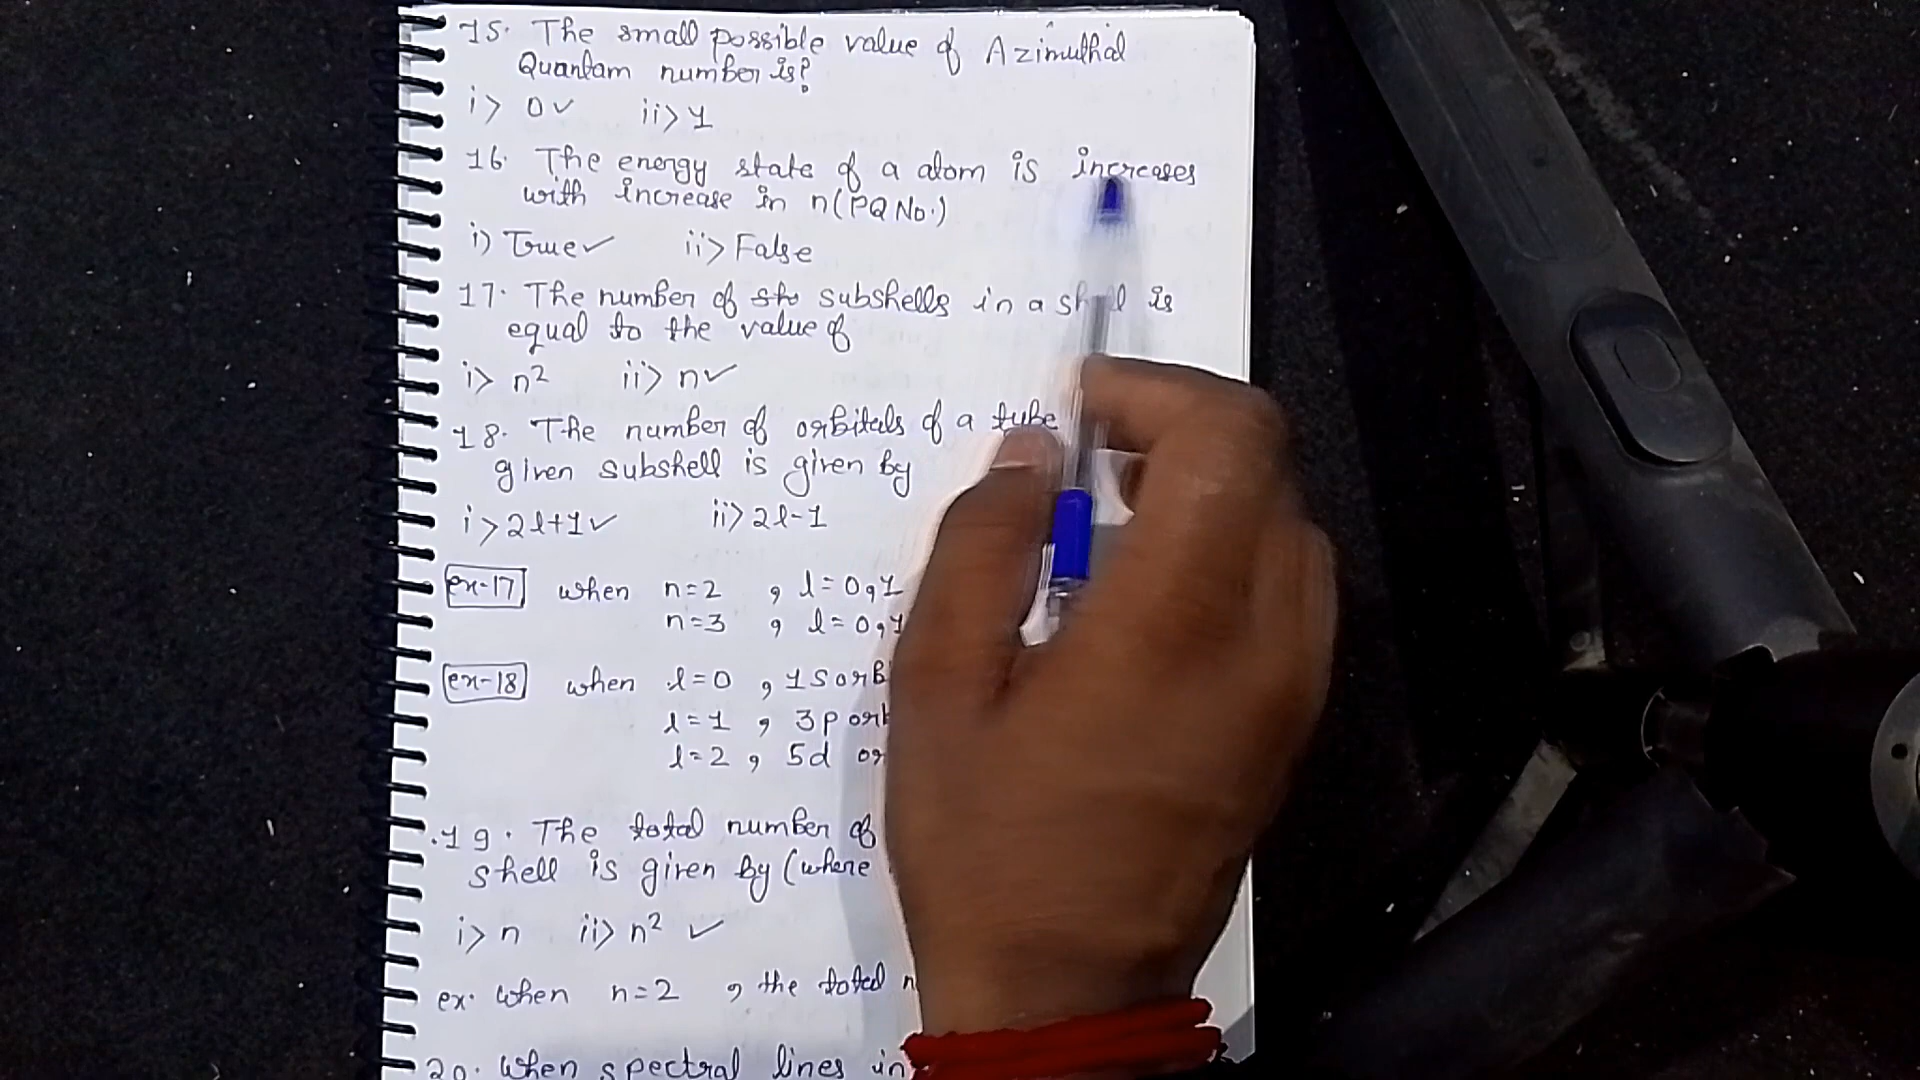 15. The small possible value of Azimuthal
Quantam number is?
i> 0✓ ii> 1
16. The energy state of a atom is increases
with increase in n(PQ No.)
i) True✓ ii> False
17. The number of subshells in a shell is
equal to the value of
i> n² ii> n✓
18. The number of orbitals of a
given subshell is given by
i> 2l+1✓ ii> 2l-1
ex-17 when n=2 , l=0,1
n=3 , l=0,1
ex-18 when l=0 , 1 s orb
l=1 , 3p orb
l=2 , 5d or
.19. The total number of
shell is given by (where
i> n ii> n² ✓
ex. when n=2 , the total n
20. When spectral lines in